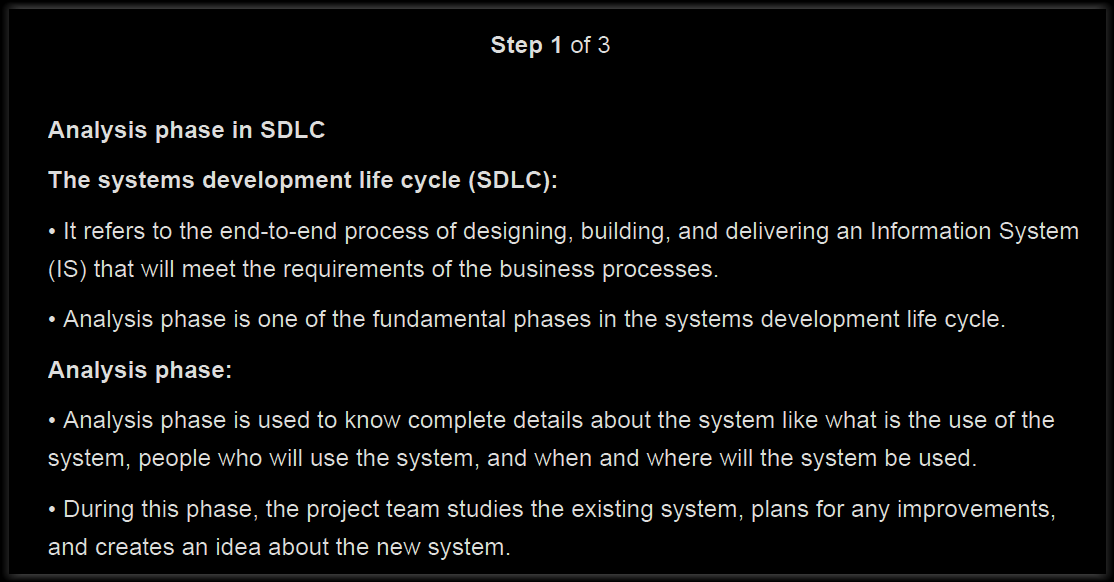 Step 1 of 3
Analysis phase in SDLC
The systems development life cycle (SDLC):
• It refers to the end-to-end process of designing, building, and delivering an Information System
(IS) that will meet the requirements of the business processes.
• Analysis phase is one of the fundamental phases in the systems development life cycle.
Analysis phase:
• Analysis phase is used to know complete details about the system like what is the use of the
system, people who will use the system, and when and where will the system be used.
• During this phase, the project team studies the existing system, plans for any improvements,
and creates an idea about the new system.